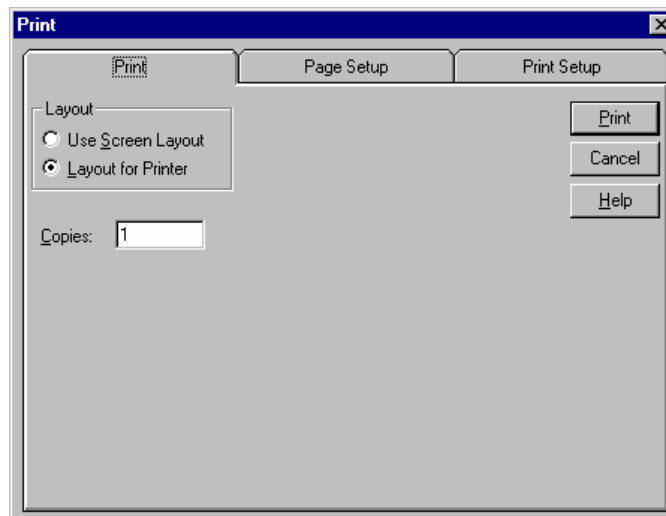 Print
Print Page Setup Print Setup
Layout
Use Screen Layout
Layout for Printer
Copies: 1
Print
Cancel
Help